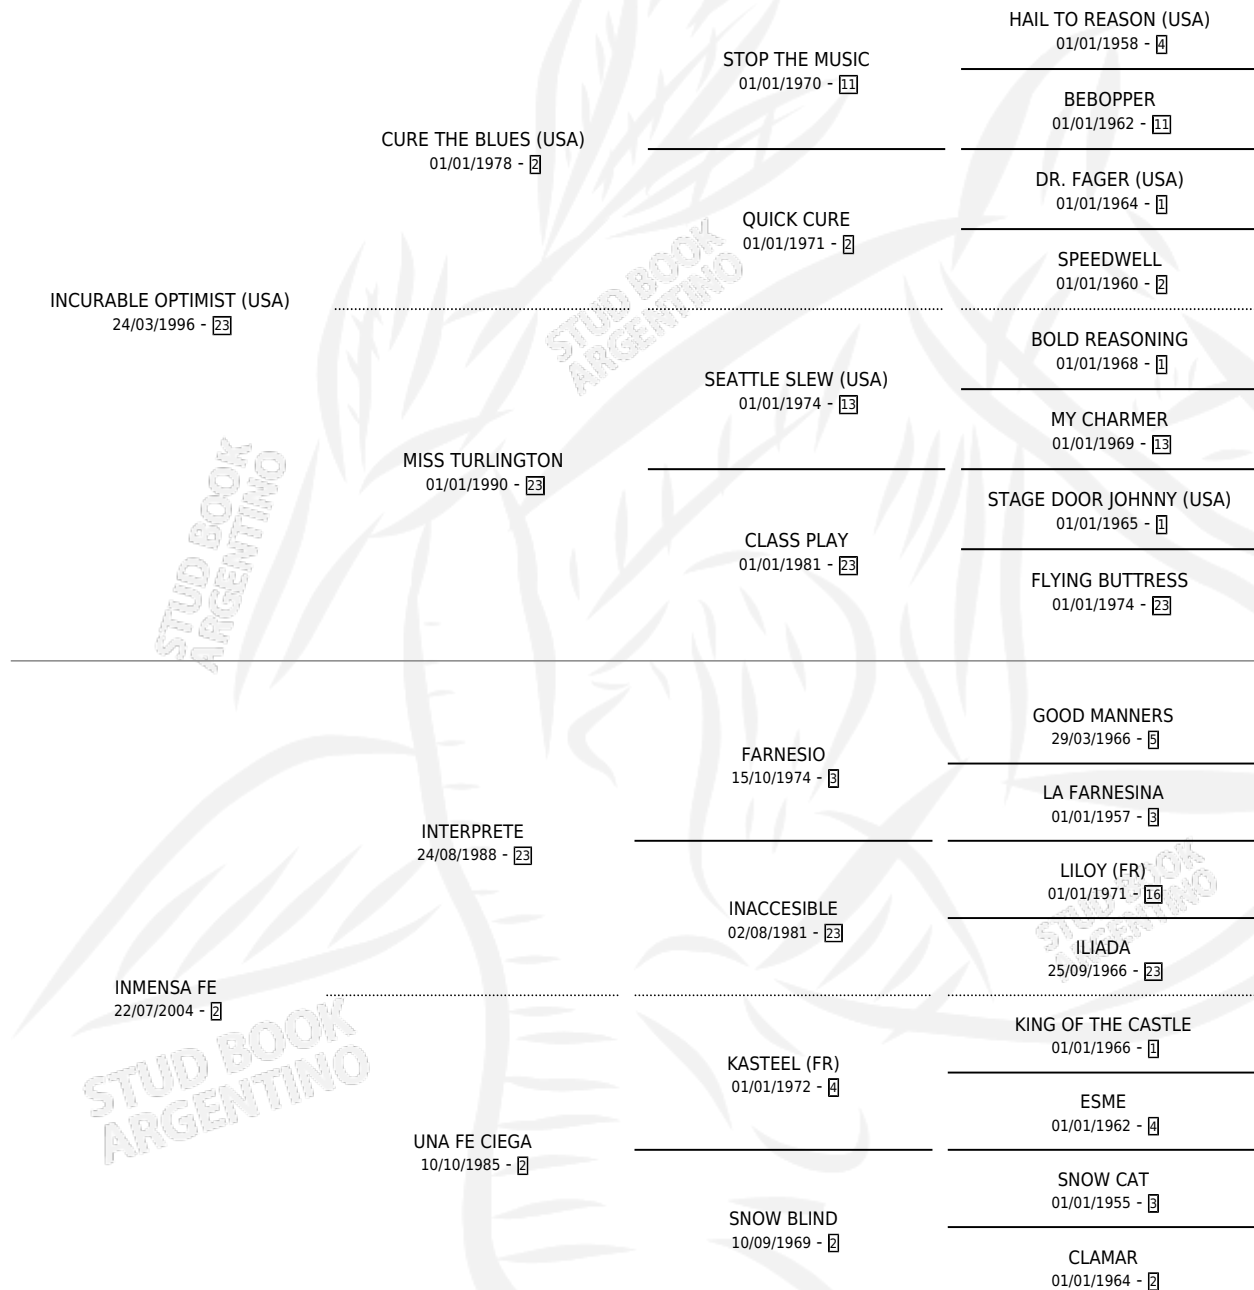 INCURABLE OPTIMIST (USA)
24/03/1996 - 23
CURE THE BLUES (USA)
01/01/1978 - 2
MISS TURLINGTON
01/01/1990 - 23
STOP THE MUSIC
01/01/1970 - 11
QUICK CURE
01/01/1971 - 2
SEATTLE SLEW (USA)
01/01/1974 - 13
CLASS PLAY
01/01/1981 - 23
HAIL TO REASON (USA)
01/01/1958 - 4
BEBOPPER
01/01/1962 - 11
DR. FAGER (USA)
01/01/1964 - 1
SPEEDWELL
01/01/1960 - 2
BOLD REASONING
01/01/1968 - 1
MY CHARMER
01/01/1969 - 13
STAGE DOOR JOHNNY (USA)
01/01/1965 - 1
FLYING BUTTRESS
01/01/1974 - 23
INMENSA FE
22/07/2004 - 2
INTERPRETE
24/08/1988 - 23
UNA FE CIEGA
10/10/1985 - 2
FARNESIO
15/10/1974 - 3
INACCESIBLE
02/08/1981 - 23
KASTEEL (FR)
01/01/1972 - 4
SNOW BLIND
10/09/1969 - 2
GOOD MANNERS
29/03/1966 - 5
LA FARNESINA
01/01/1957 - 3
LILOY (FR)
01/01/1971 - 16
ILIADA
25/09/1966 - 23
KING OF THE CASTLE
01/01/1966 - 1
ESME
01/01/1962 - 4
SNOW CAT
01/01/1955 - 3
CLAMAR
01/01/1964 - 2
STUD BOOK
ARGENTINO
STUD BOOK
ARGENTINO
STUD BOOK
ARGENTINO
STUD BOOK
ARGENTINO